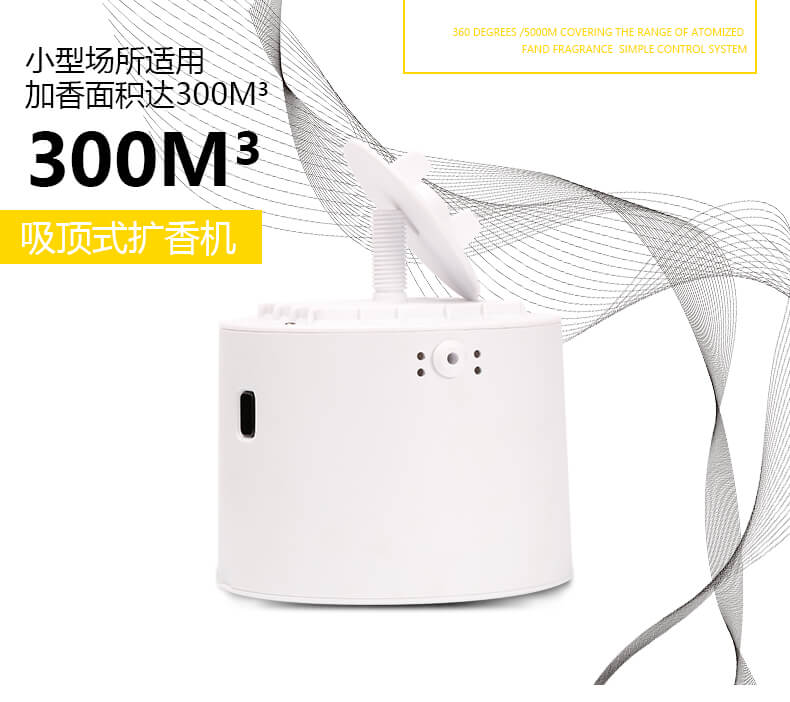 360 DEGREES /5000M COVERING THE RANGE OF ATOMIZED
FAND FRAGRANCE SIMPLE CONTROL SYSTEM
小型场所适用
加香面积达300M³
300M³
吸顶式扩香机